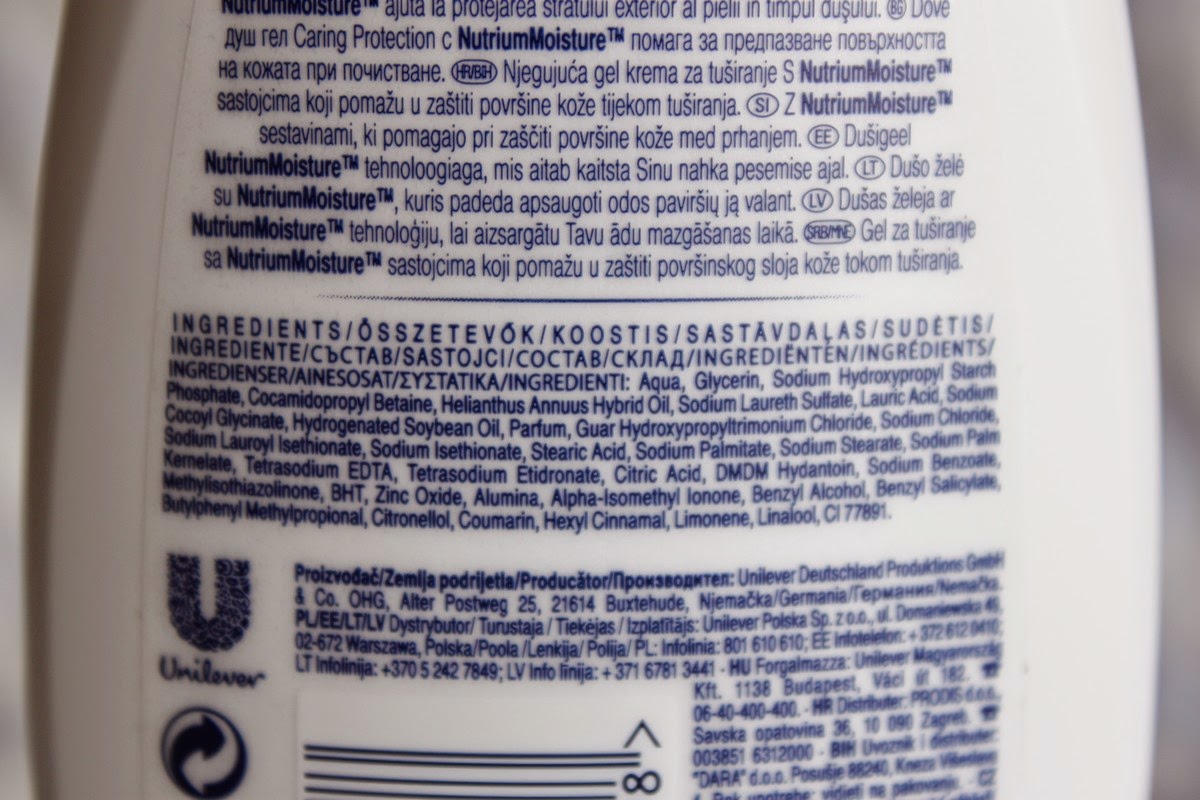 NutriumMoisture™ ajută la protejarea stratului exterior al pielii în timpul dușului. BG Dove
душ гел Caring Protection с NutriumMoisture™ помага за предпазване повърхността
на кожата при почистване. HR/BIH Njegujuća gel krema za tuširanje S NutriumMoisture™
sastojcima koji pomažu u zaštiti površine kože tijekom tuširanja. SI Z NutriumMoisture™
sestavinami, ki pomagajo pri zaščiti površine kože med prhanjem. EE Dušigeel
NutriumMoisture™ tehnoloogiaga, mis aitab kaitsta Sinu nahka pesemise ajal. LT Dušo želė
su NutriumMoisture™, kuris padeda apsaugoti odos paviršių ją valant. LV Dušas želeja ar
NutriumMoisture™ tehnoloģiju, lai aizsargātu Tavu ādu mazgāšanas laikā. SRB/MNE Gel za tuširanje
sa NutriumMoisture™ sastojcima koji pomažu u zaštiti površinskog sloja kože tokom tuširanja.
INGREDIENTS/ÖSSZETEVŐK/KOOSTIS/SASTĀVDAĻAS/SUDĖTIS/
INGREDIENTE/СЪСТАВ/SASTOJCI/СОСТАВ/СКЛАД/INGREDIËNTEN/INGRÉDIENTS/
INGREDIENSER/AINESOSAT/ΣΥΣΤΑΤΙΚΑ/INGREDIENTI: Aqua, Glycerin, Sodium Hydroxypropyl Starch
Phosphate, Cocamidopropyl Betaine, Helianthus Annuus Hybrid Oil, Sodium Laureth Sulfate, Lauric Acid, Sodium
Cocoyl Glycinate, Hydrogenated Soybean Oil, Parfum, Guar Hydroxypropyltrimonium Chloride, Sodium Chloride,
Sodium Lauroyl Isethionate, Sodium Isethionate, Stearic Acid, Sodium Palmitate, Sodium Stearate, Sodium Palm
Kernelate, Tetrasodium EDTA, Tetrasodium Etidronate, Citric Acid, DMDM Hydantoin, Sodium Benzoate,
Methylisothiazolinone, BHT, Zinc Oxide, Alumina, Alpha-Isomethyl Ionone, Benzyl Alcohol, Benzyl Salicylate,
Butylphenyl Methylpropional, Citronellol, Coumarin, Hexyl Cinnamal, Limonene, Linalool, CI 77891.
Proizvođač/Zemlja podrijetla/Producător/Производител: Unilever Deutschland Produktions GmbH
& Co. OHG, Alter Postweg 25, 21614 Buxtehude, Njemačka/Germania/Германия/Nemačka.
PL/EE/LT/LV Dystrybutor/ Turustaja / Tiekėjas / Izplatītājs: Unilever Polska Sp. z o.o., ul. Domaniewska 49,
02-672 Warszawa, Polska/Poola /Lenkija/ Polija/ PL: Infolinia: 801 610 610; EE Infotelefon: + 372 612 0410;
LT Infolinija: +370 5 242 7849; LV Info līnija: + 371 6781 3441 · HU Forgalmazza: Unilever Magyarország
Kft. 1138 Budapest, Váci út 182. ☎
06-40-400-400. · HR Distributer: PRODIS d.o.o.
Savska opatovina 36, 10 090 Zagreb. ☎
003851 6312000 · BIH Uvoznik i distributer:
"DARA" d.o.o. Posušje 88240, Kneza Višeslava
Rok upotrebe: vidjeti na pakovanju. · CZ
Unilever
8